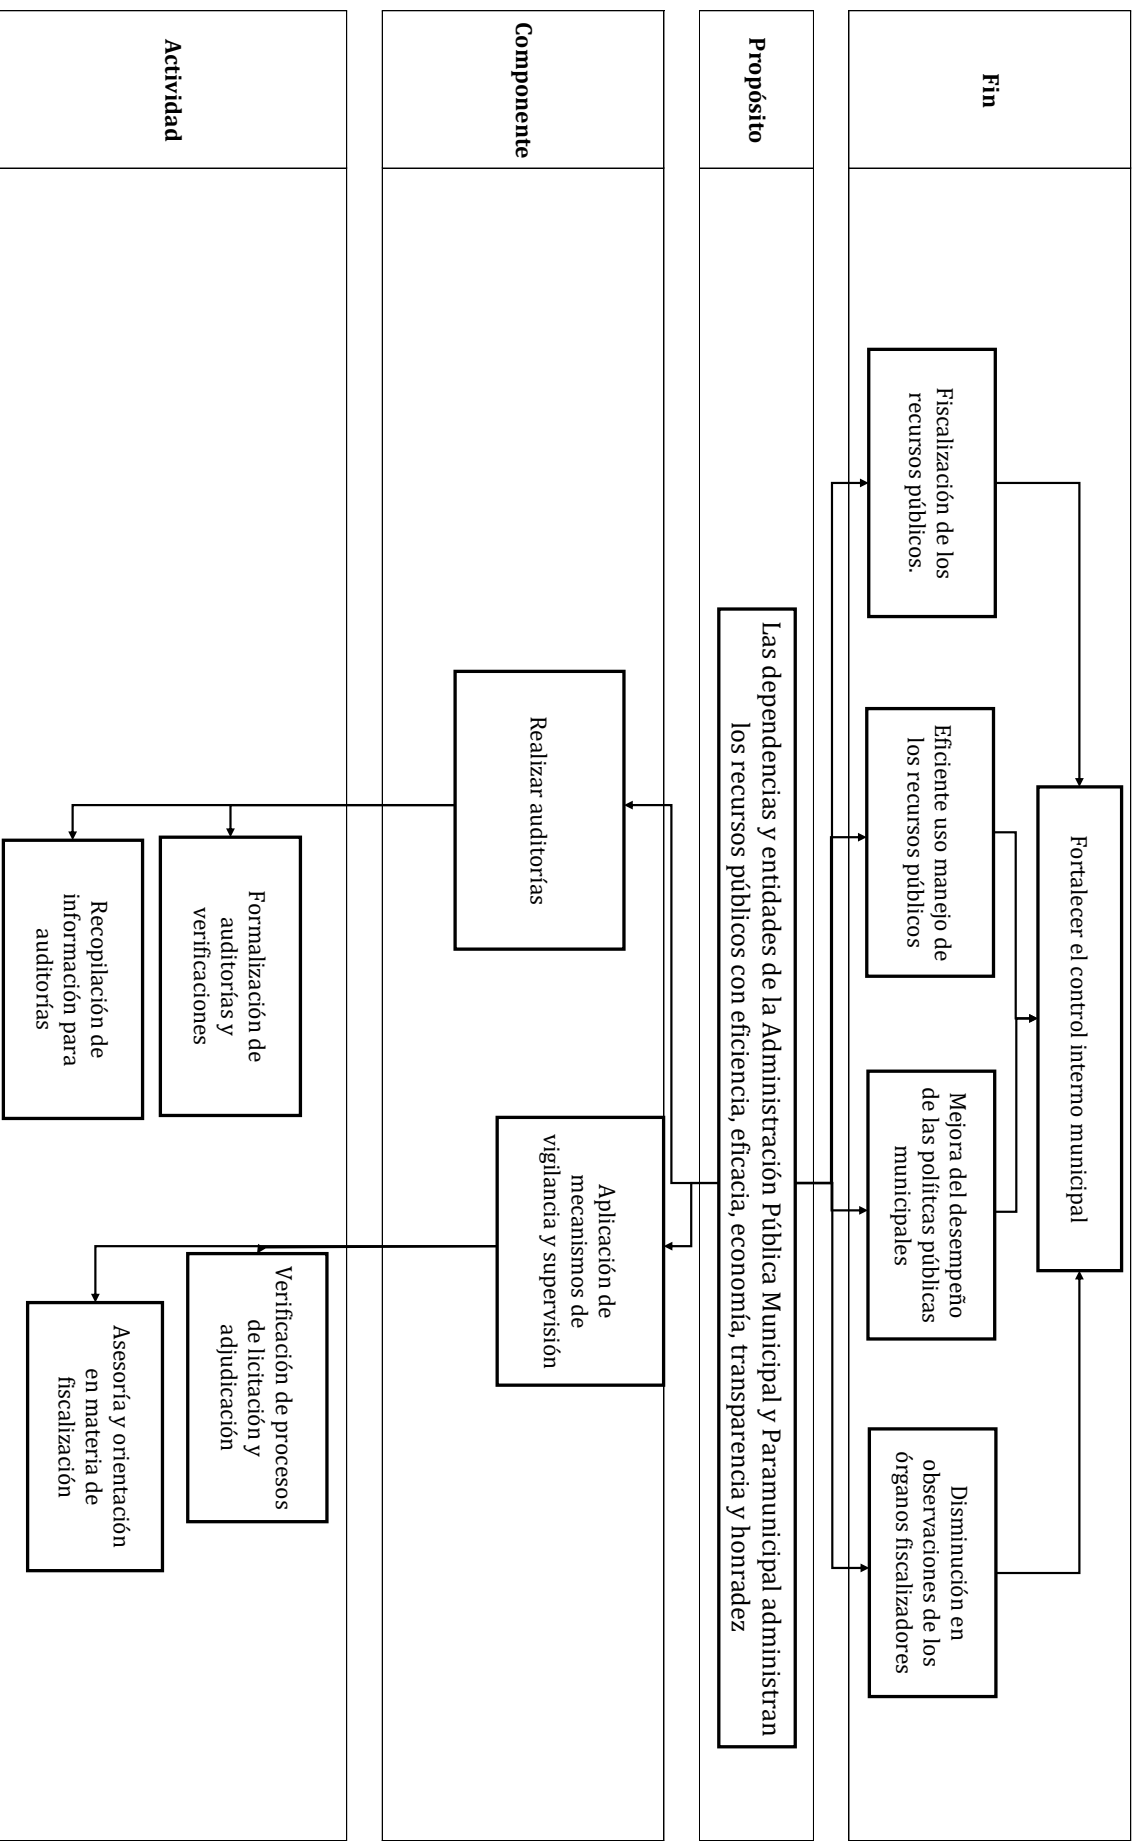 Fin
Fortalecer el control interno municipal
Fiscalización de los
recursos públicos.
Eficiente uso manejo de
los recursos públicos
Mejora del desempeño
de las políitcas públicas
municipales
Disminución en
observaciones de los
órganos fiscalizadores
Propósito
Las dependencias y entidades de la Administración Pública Municipal y Paramunicipal administran
los recursos públicos con eficiencia, eficacia, economía, transparencia y honradez
Componente
Realizar auditorías
Aplicación de
mecanismos de
vigilancia y supervisión
Actividad
Formalización de
auditorías y
verificaciones
Verificación de procesos
de licitación y
adjudicación
Recopilación de
información para
auditorías
Asesoría y orientación
en materia de
fiscalización